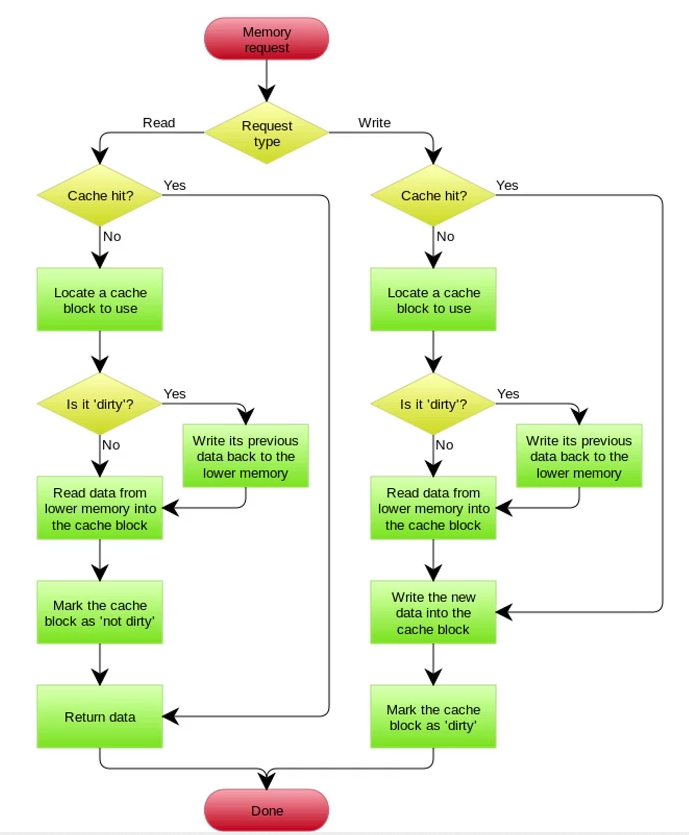 Memory
request
Request
type
Read
Write
Cache hit?
Yes
No
Locate a cache
block to use
Is it 'dirty'?
Yes
No
Write its previous
data back to the
lower memory
Read data from
lower memory into
the cache block
Mark the cache
block as 'not dirty'
Return data
Cache hit?
Yes
No
Locate a cache
block to use
Is it 'dirty'?
Yes
No
Write its previous
data back to the
lower memory
Read data from
lower memory into
the cache block
Write the new
data into the
cache block
Mark the cache
block as 'dirty'
Done